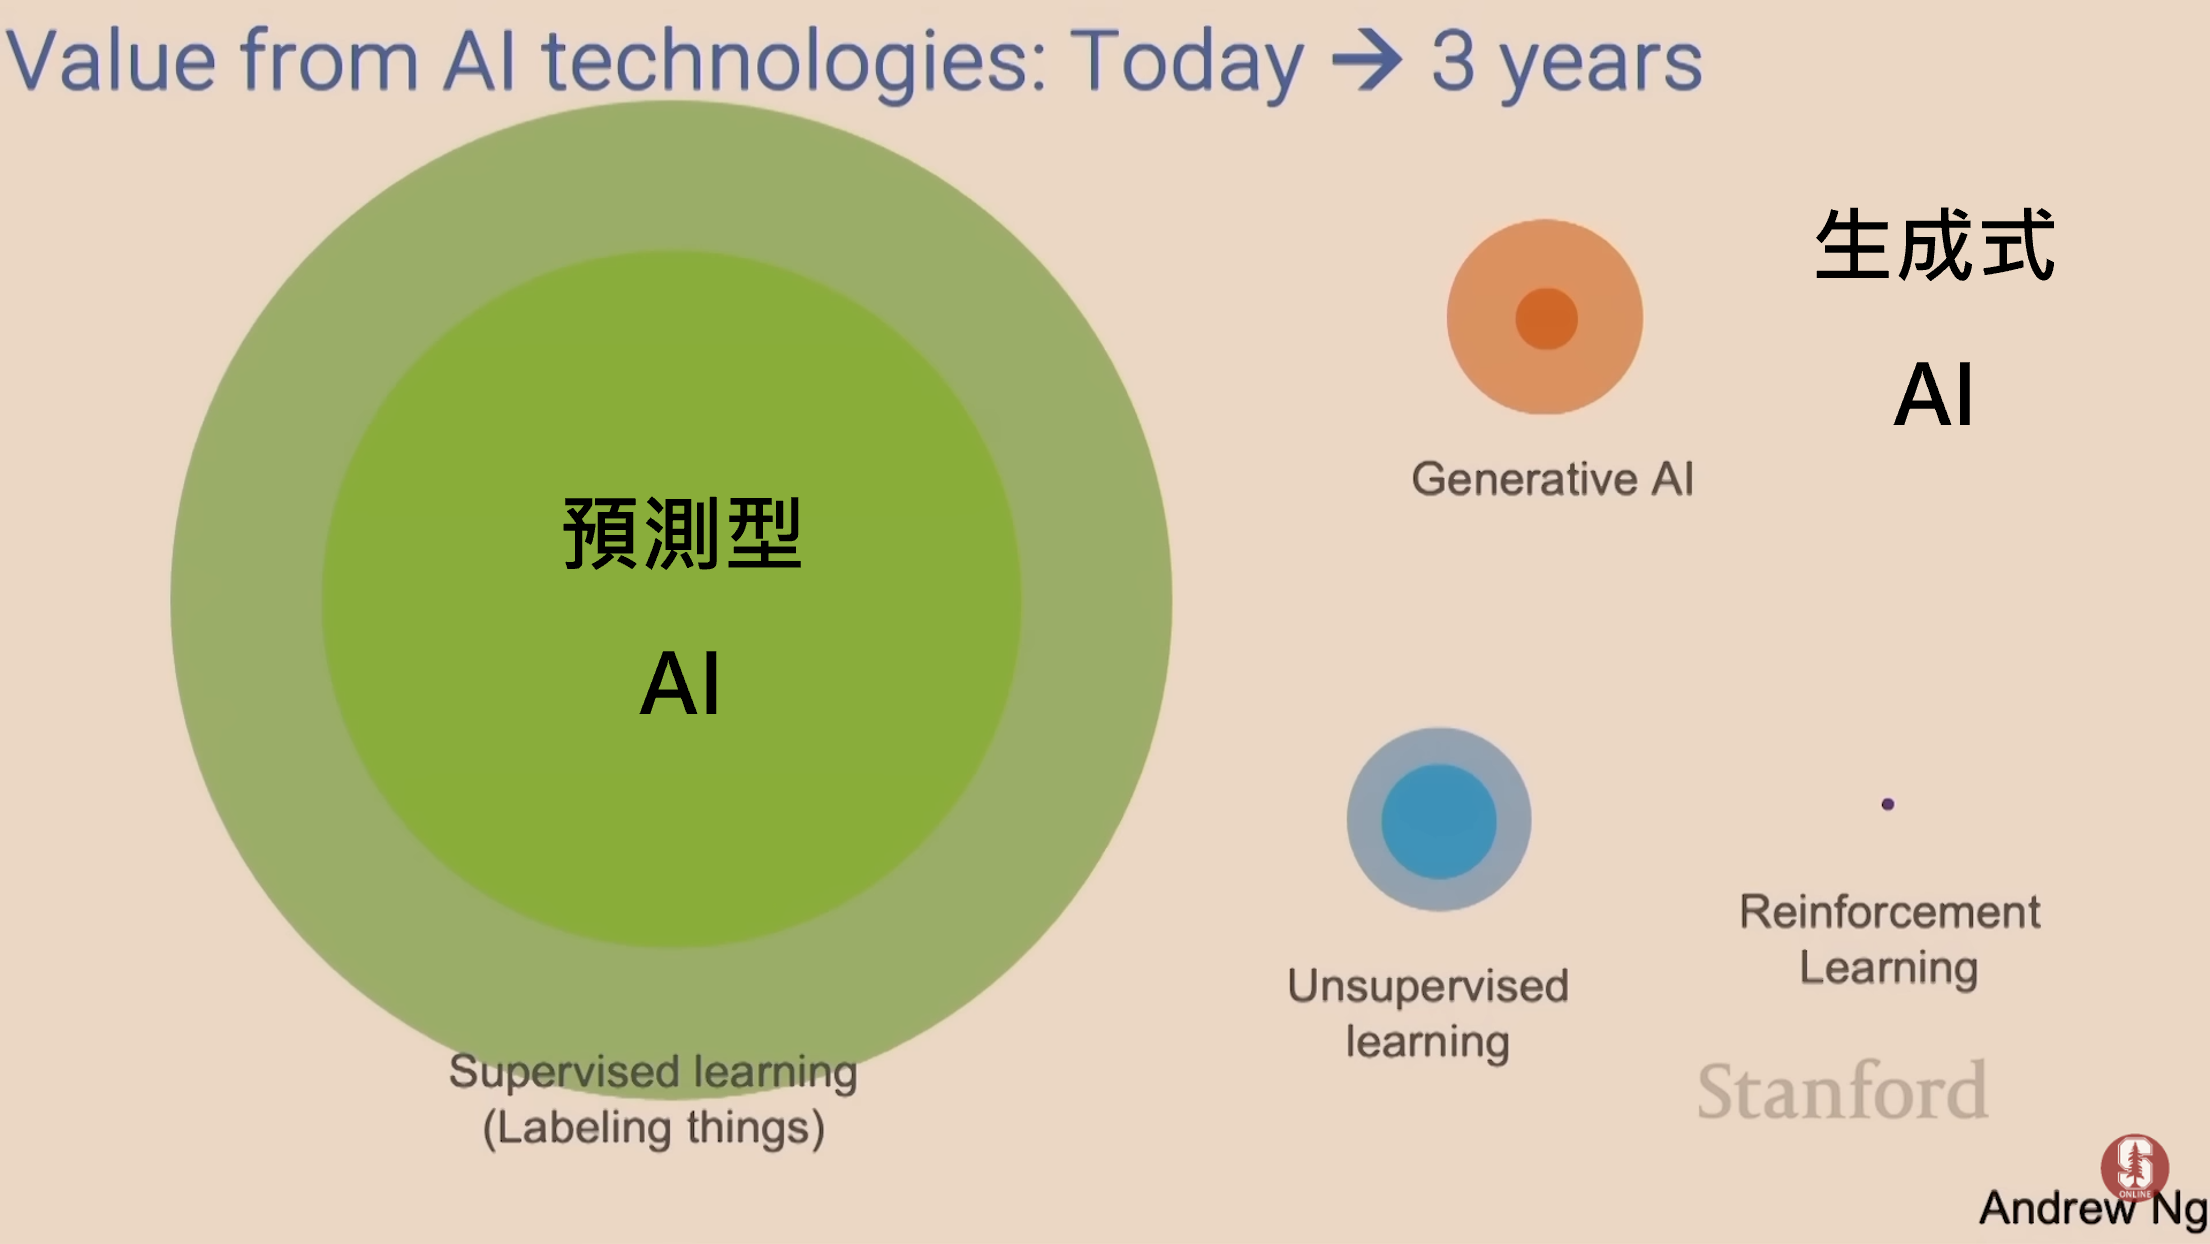 Value from AI technologies: Today → 3 years
預測型
AI
Supervised learning
(Labeling things)
生成式
AI
Generative AI
Unsupervised
learning
Reinforcement
Learning
Stanford
ONLINE
Andrew Ng